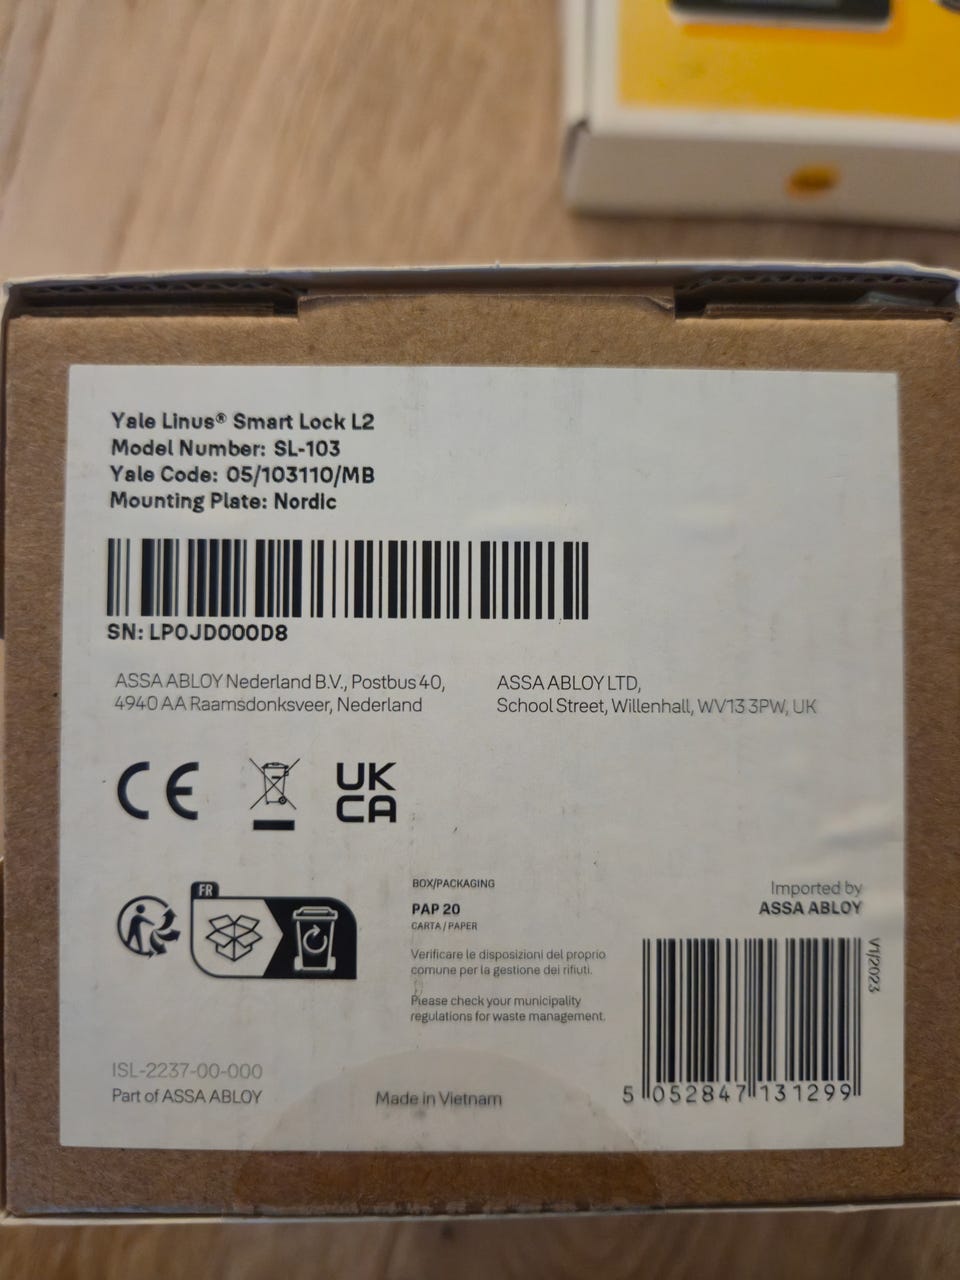 Yale Linus® Smart Lock L2
Model Number: SL-103
Yale Code: 05/103110/MB
Mounting Plate: Nordic
SN: LP0JD000D8
ASSA ABLOY Nederland B.V., Postbus 40,
4940 AA Raamsdonksveer, Nederland
ASSA ABLOY LTD,
School Street, Willenhall, WV13 3PW, UK
CE
UK
CA
FR
BOX/PACKAGING
PAP 20
CARTA / PAPER
Verificare le disposizioni del proprio
comune per la gestione dei rifiuti.
Please check your municipality
regulations for waste management.
Imported by
ASSA ABLOY
V1/2023
5 052847 131299
ISL-2237-00-000
Part of ASSA ABLOY
Made in Vietnam